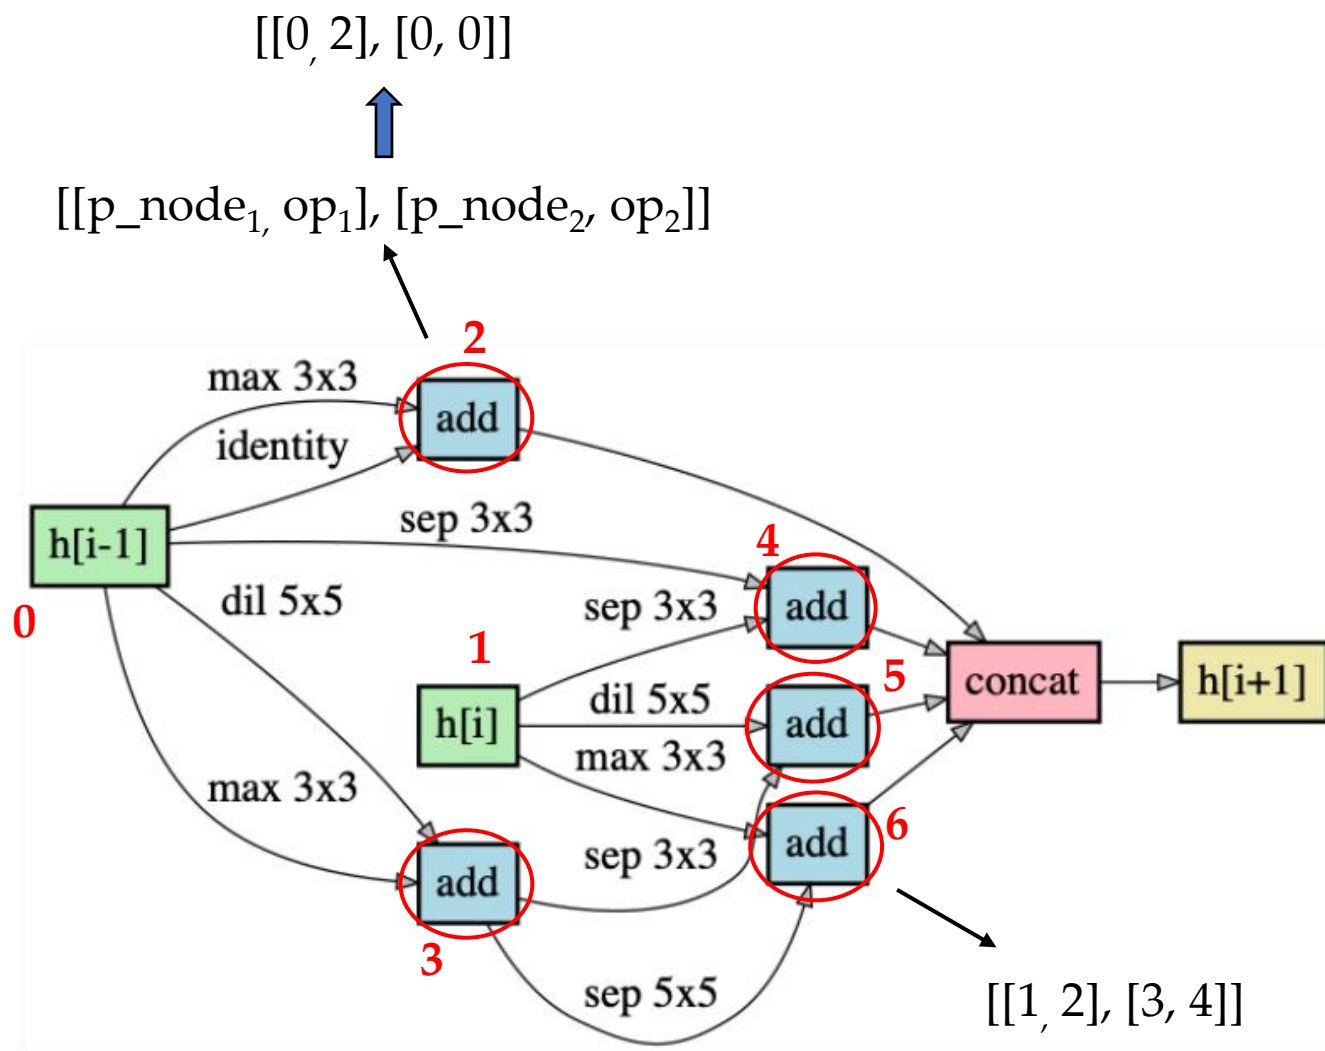 [[0, 2], [0, 0]]
[[p_node1, op1], [p_node2, op2]]
2
max 3x3
add
identity
h[i-1]
0
sep 3x3
dil 5x5
4
sep 3x3
add
1
h[i]
dil 5x5
5
add
concat
h[i+1]
max 3x3
max 3x3
6
add
sep 3x3
add
3
sep 5x5
[[1, 2], [3, 4]]